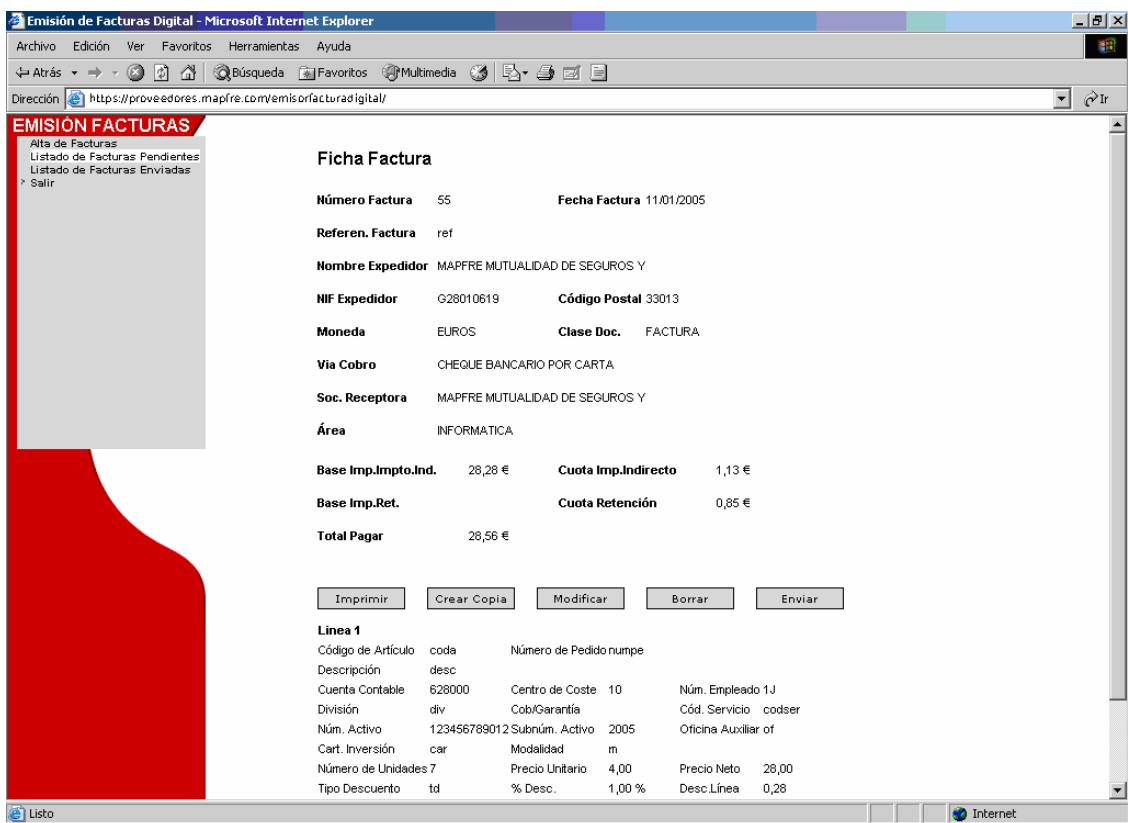 Emisión de Facturas Digital - Microsoft Internet Explorer
Archivo Edición Ver Favoritos Herramientas Ayuda
Atrás Búsqueda Favoritos Multimedia
Dirección https://proveedores.mapfre.com/emisorfacturadigital/ Ir
EMISIÓN FACTURAS
Alta de Facturas
Listado de Facturas Pendientes
Listado de Facturas Enviadas
Salir
Ficha Factura
Número Factura 55 Fecha Factura 11/01/2005
Referen. Factura ref
Nombre Expedidor MAPFRE MUTUALIDAD DE SEGUROS Y
NIF Expedidor G28010619 Código Postal 33013
Moneda EUROS Clase Doc. FACTURA
Via Cobro CHEQUE BANCARIO POR CARTA
Soc. Receptora MAPFRE MUTUALIDAD DE SEGUROS Y
Área INFORMATICA
Base Imp.Impto.Ind. 28,28 € Cuota Imp.Indirecto 1,13 €
Base Imp.Ret. Cuota Retención 0,85 €
Total Pagar 28,56 €
Imprimir Crear Copia Modificar Borrar Enviar
Linea 1
Código de Artículo coda Número de Pedido numpe
Descripción desc
Cuenta Contable 628000 Centro de Coste 10 Núm. Empleado 1J
División div Cob/Garantía Cód. Servicio codser
Núm. Activo 123456789012 Subnúm. Activo 2005 Oficina Auxiliar of
Cart. Inversión car Modalidad m
Número de Unidades 7 Precio Unitario 4,00 Precio Neto 28,00
Tipo Descuento td % Desc. 1,00 % Desc.Línea 0,28
Listo Internet